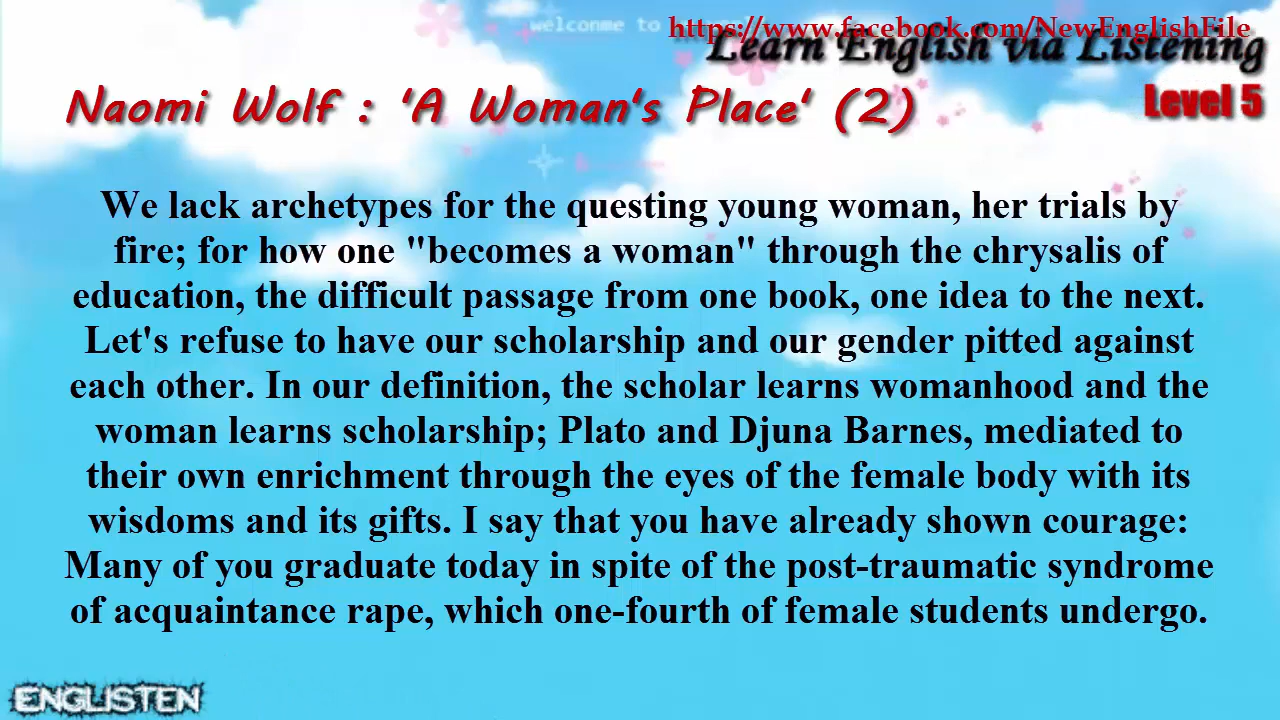 welconme to
https://www.facebook.com/NewEnglishFile
Learn English via Listening
Naomi Wolf : 'A Woman's Place' (2)
Level 5
We lack archetypes for the questing young woman, her trials by
fire; for how one "becomes a woman" through the chrysalis of
education, the difficult passage from one book, one idea to the next.
Let's refuse to have our scholarship and our gender pitted against
each other. In our definition, the scholar learns womanhood and the
woman learns scholarship; Plato and Djuna Barnes, mediated to
their own enrichment through the eyes of the female body with its
wisdoms and its gifts. I say that you have already shown courage:
Many of you graduate today in spite of the post-traumatic syndrome
of acquaintance rape, which one-fourth of female students undergo.
ENGLISTEN